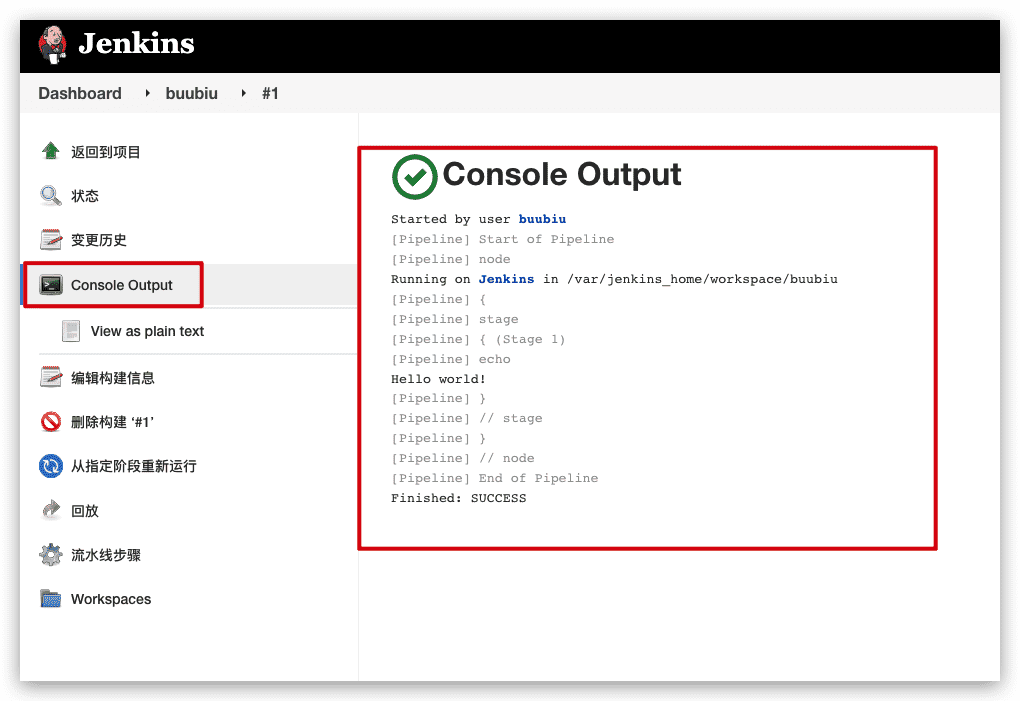 Jenkins
Dashboard buubiu #1
返回到项目
状态
变更历史
Console Output
View as plain text
编辑构建信息
删除构建 ‘#1’
从指定阶段重新运行
回放
流水线步骤
Workspaces
Console Output
Started by user buubiu
[Pipeline] Start of Pipeline
[Pipeline] node
Running on Jenkins in /var/jenkins_home/workspace/buubiu
[Pipeline] {
[Pipeline] stage
[Pipeline] { (Stage 1)
[Pipeline] echo
Hello world!
[Pipeline] }
[Pipeline] // stage
[Pipeline] }
[Pipeline] // node
[Pipeline] End of Pipeline
Finished: SUCCESS